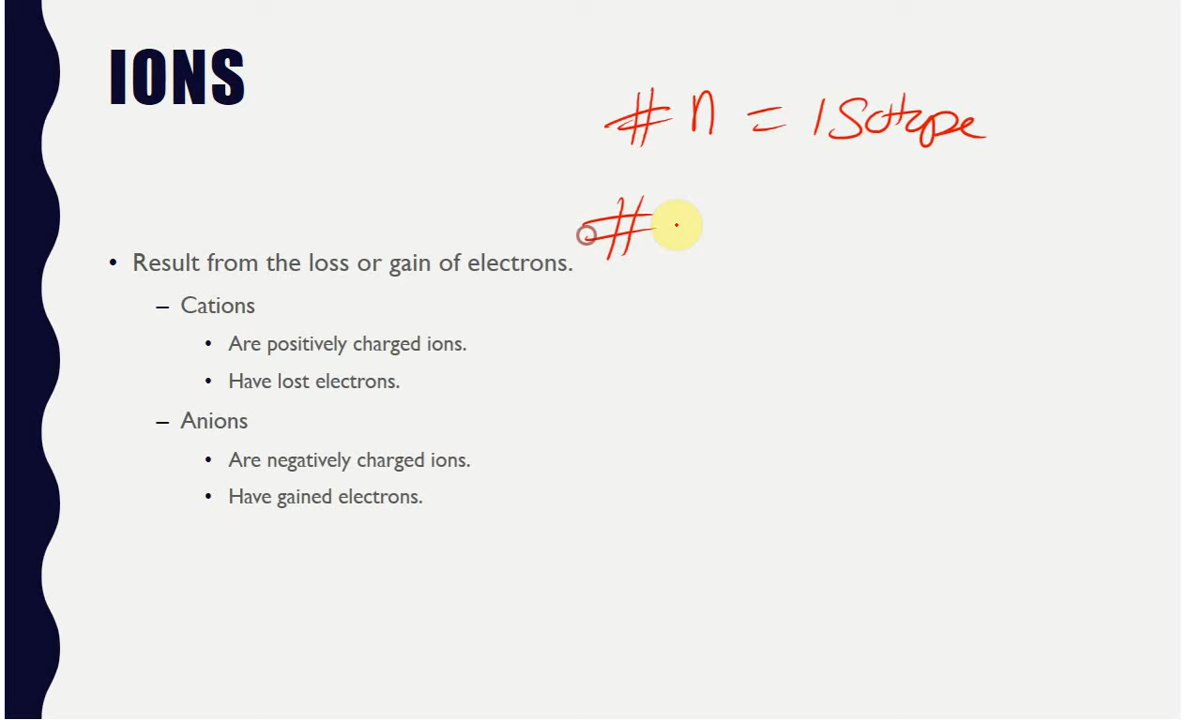 IONS
# n = Isotope
#
• Result from the loss or gain of electrons.
– Cations
• Are positively charged ions.
• Have lost electrons.
– Anions
• Are negatively charged ions.
• Have gained electrons.